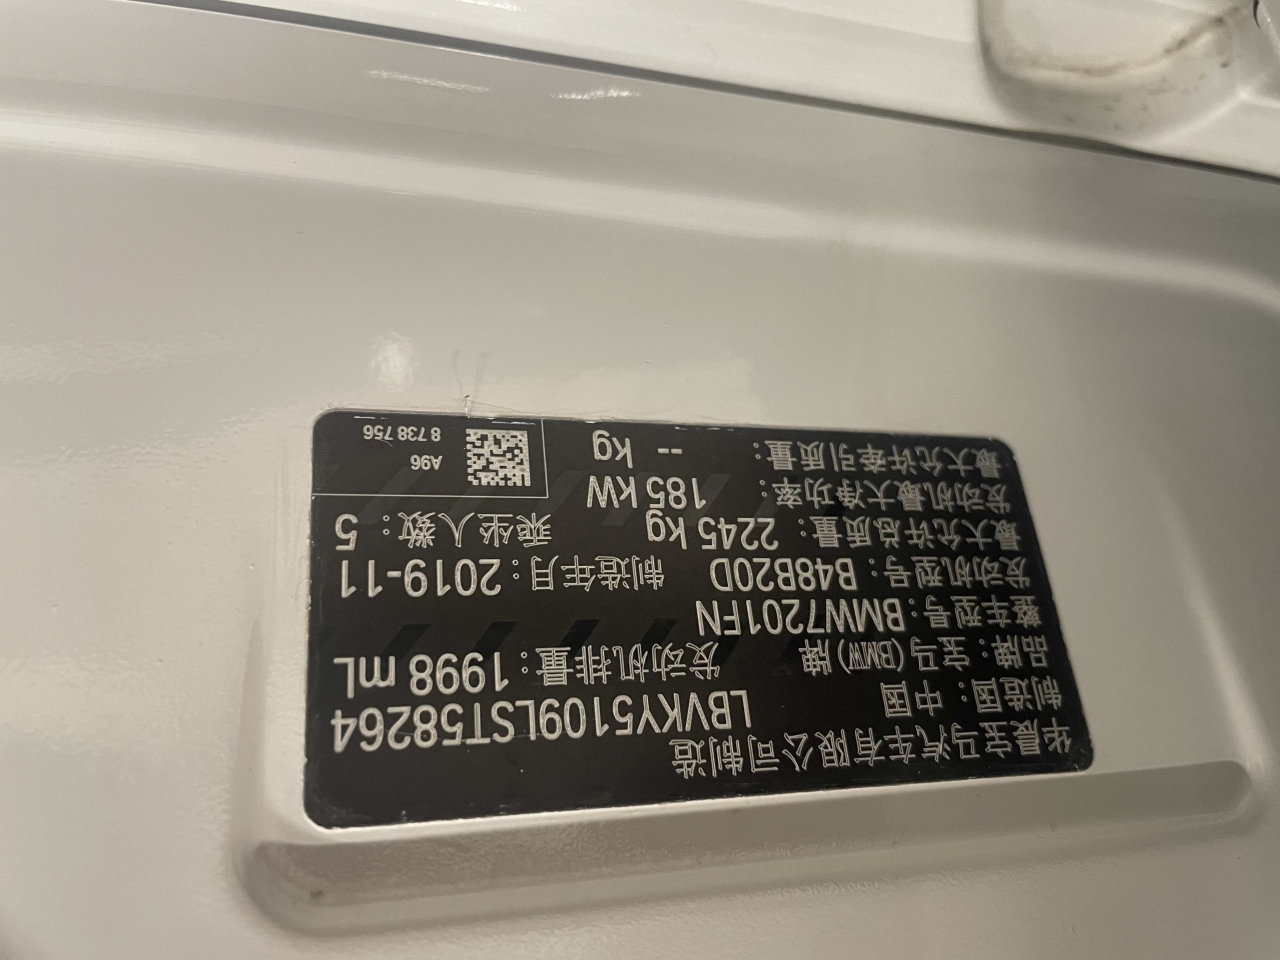 华晨宝马汽车有限公司制造
制造国：中国 LBVKY5109LST58264
品牌：宝马(BMW)牌 发动机排量：1998 mL
整车型号：BMW7201FN
发动机型号：B48B20D 制造年月：2019-11
最大允许总质量：2245 kg 乘坐人数：5
发动机最大净功率： 185 kW
最大允许牵引质量： -- kg
A96
8 738 756